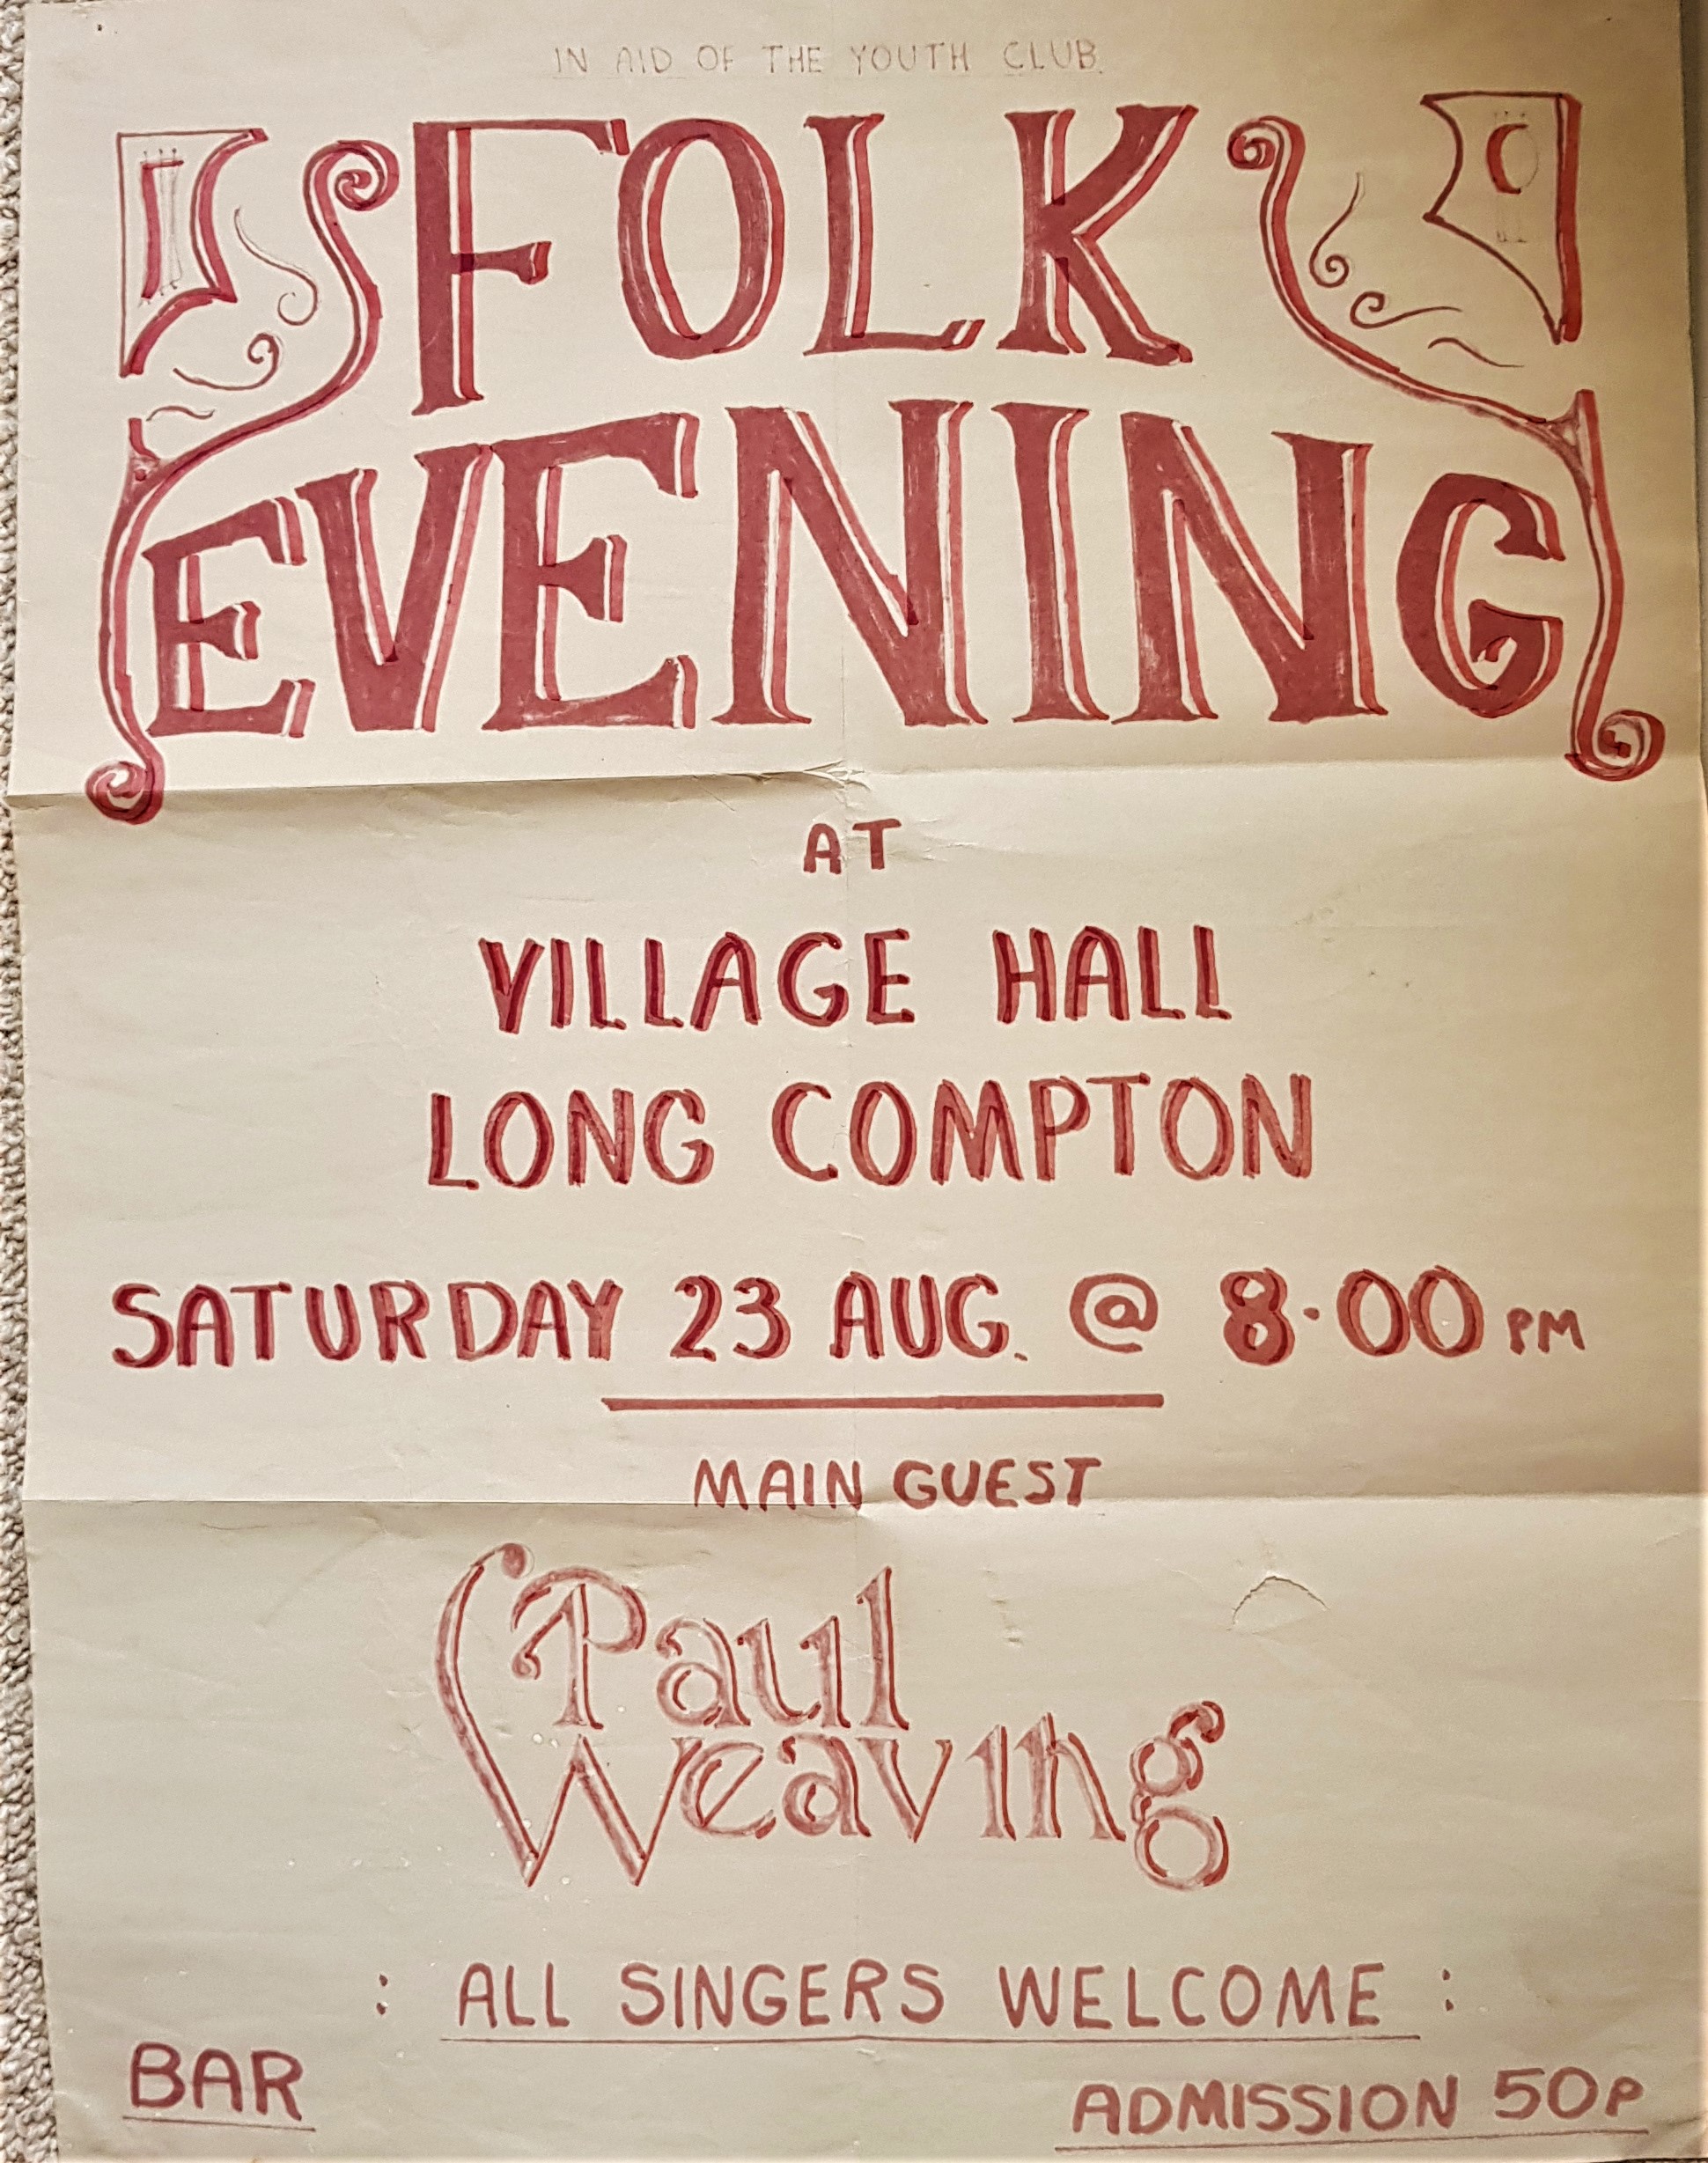 IN AID OF THE YOUTH CLUB.
FOLK
EVENING
AT
VILLAGE HALL
LONG COMPTON
SATURDAY 23 AUG. @ 8·00 PM
MAIN GUEST
Paul
Weaving
: ALL SINGERS WELCOME :
BAR
ADMISSION 50P